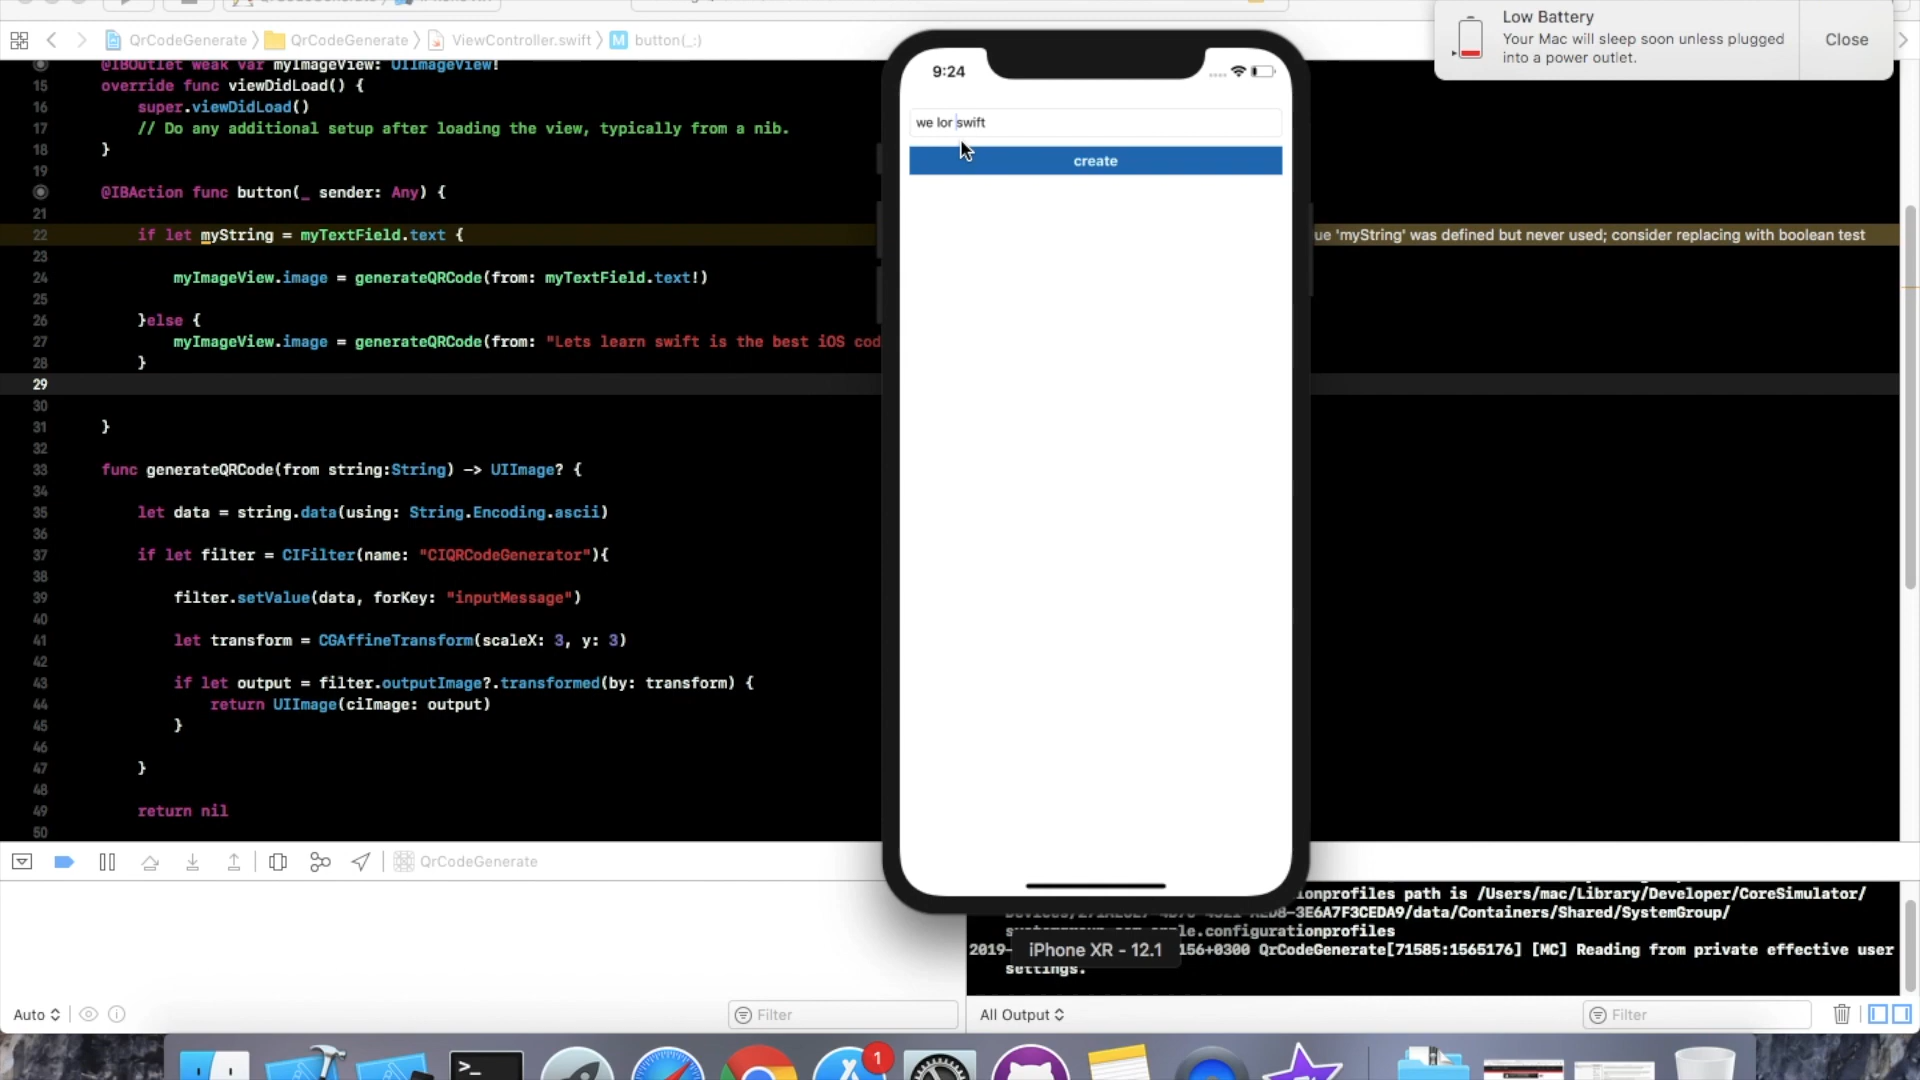 Low Battery
Your Mac will sleep soon unless plugged
into a power outlet.
Close
QrCodeGenerate
QrCodeGenerate
ViewController.swift
M button(_:)
@IBOutlet weak var myImageView: UIImageView!
15 override func viewDidLoad() {
16 super.viewDidLoad()
17 // Do any additional setup after loading the view, typically from a nib.
18 }
19
@IBAction func button(_ sender: Any) {
21
22 if let myString = myTextField.text {
23
24 myImageView.image = generateQRCode(from: myTextField.text!)
25
26 }else {
27 myImageView.image = generateQRCode(from: "Lets learn swift is the best iOS cod
28 }
29
30
31 }
32
33 func generateQRCode(from string:String) -> UIImage? {
34
35 let data = string.data(using: String.Encoding.ascii)
36
37 if let filter = CIFilter(name: "CIQRCodeGenerator"){
38
39 filter.setValue(data, forKey: "inputMessage")
40
41 let transform = CGAffineTransform(scaleX: 3, y: 3)
42
43 if let output = filter.outputImage?.transformed(by: transform) {
44 return UIImage(ciImage: output)
45 }
46
47 }
48
49 return nil
50
ue 'myString' was defined but never used; consider replacing with boolean test
9:24
we lor swift
create
iPhone XR - 12.1
QrCodeGenerate
ionprofiles path is /Users/mac/Library/Developer/CoreSimulator/
3E6A7F3CEDA9/data/Containers/Shared/SystemGroup/
.configurationprofiles
2019- 156+0300 QrCodeGenerate[71585:1565176] [MC] Reading from private effective user
settings.
Auto
Filter
All Output
Filter
1
>_